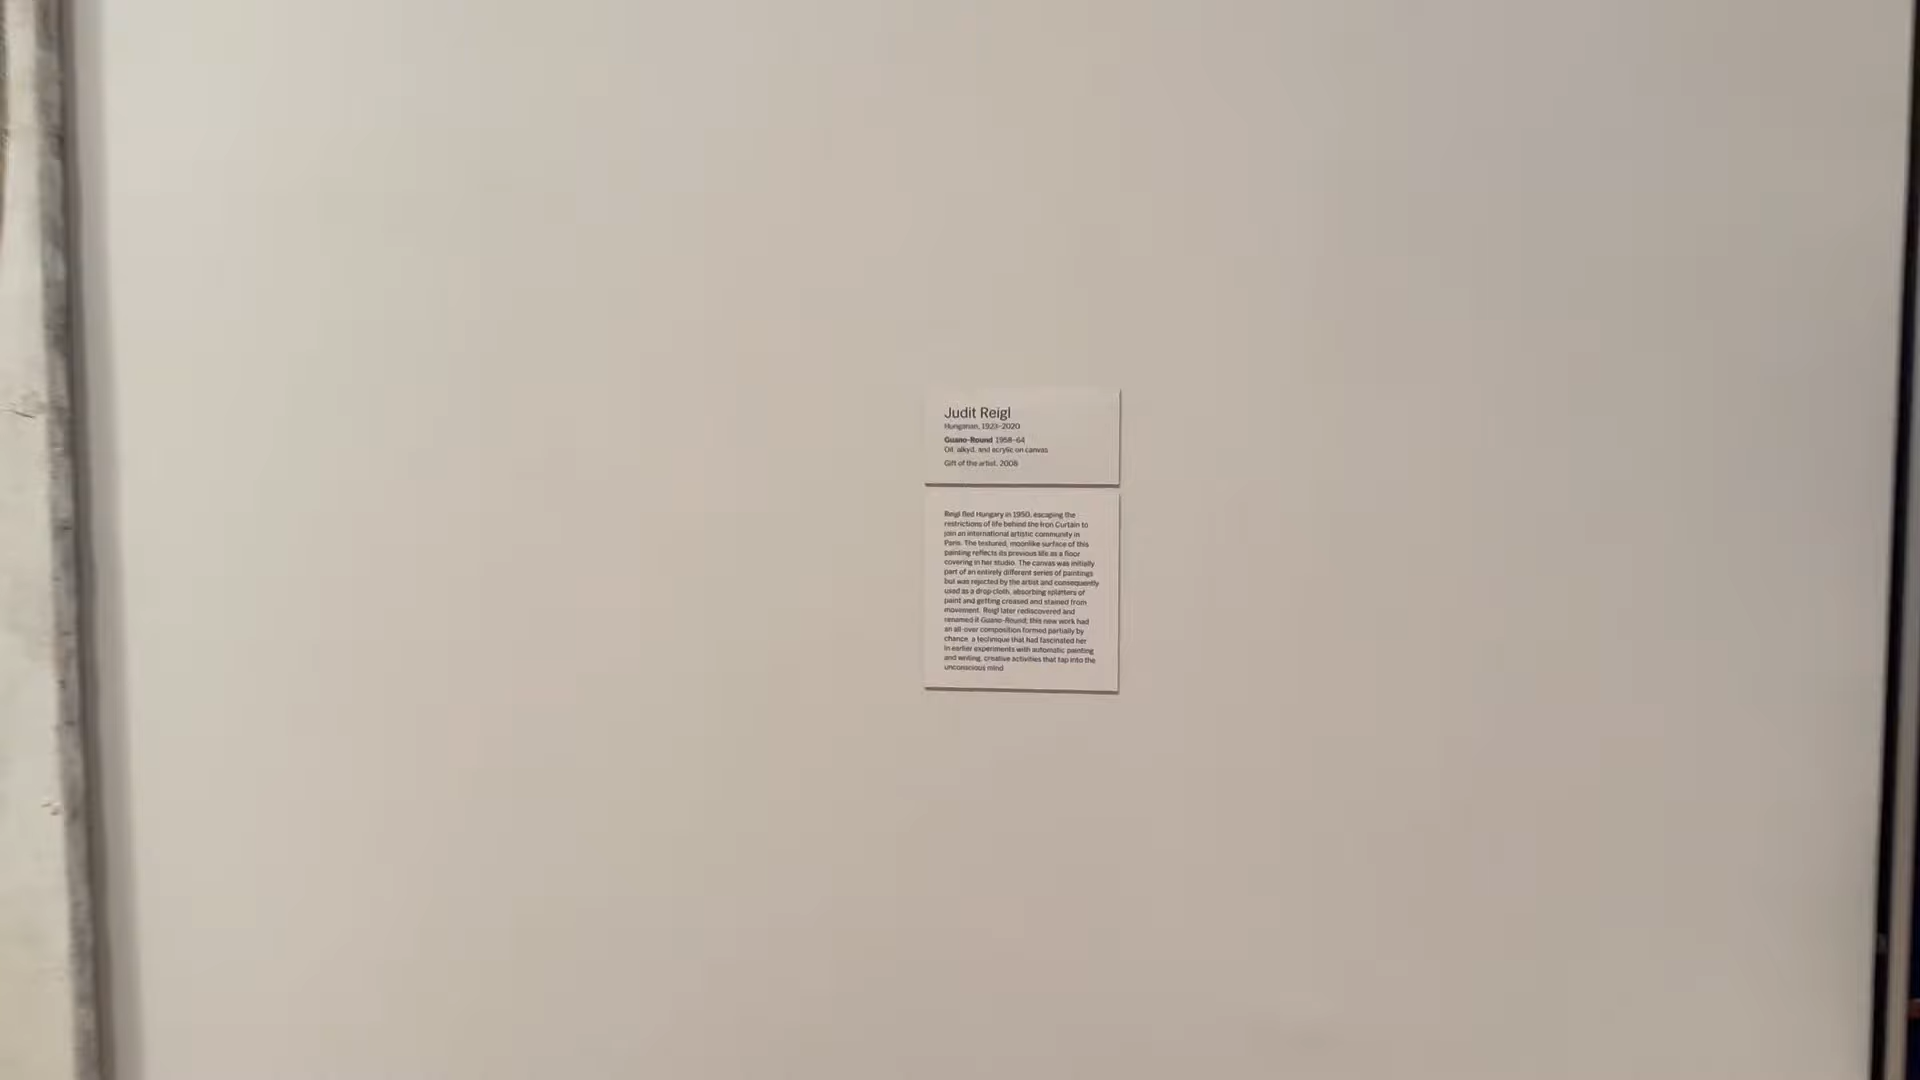 Judit Reigl
Hungarian, 1923–2020
Guano-Round 1958–64
Oil, alkyd, and acrylic on canvas
Gift of the artist, 2008
Reigl fled Hungary in 1950, escaping the
restrictions of life behind the Iron Curtain to
join an international artistic community in
Paris. The textured, moonlike surface of this
painting reflects its previous life as a floor
covering in her studio. The canvas was initially
part of an entirely different series of paintings
but was rejected by the artist and consequently
used as a drop cloth, absorbing splatters of
paint and getting creased and stained from
movement. Reigl later rediscovered and
renamed it Guano-Round; this new work had
an all-over composition formed partially by
chance, a technique that had fascinated her
in earlier experiments with automatic painting
and writing, creative activities that tap into the
unconscious mind.